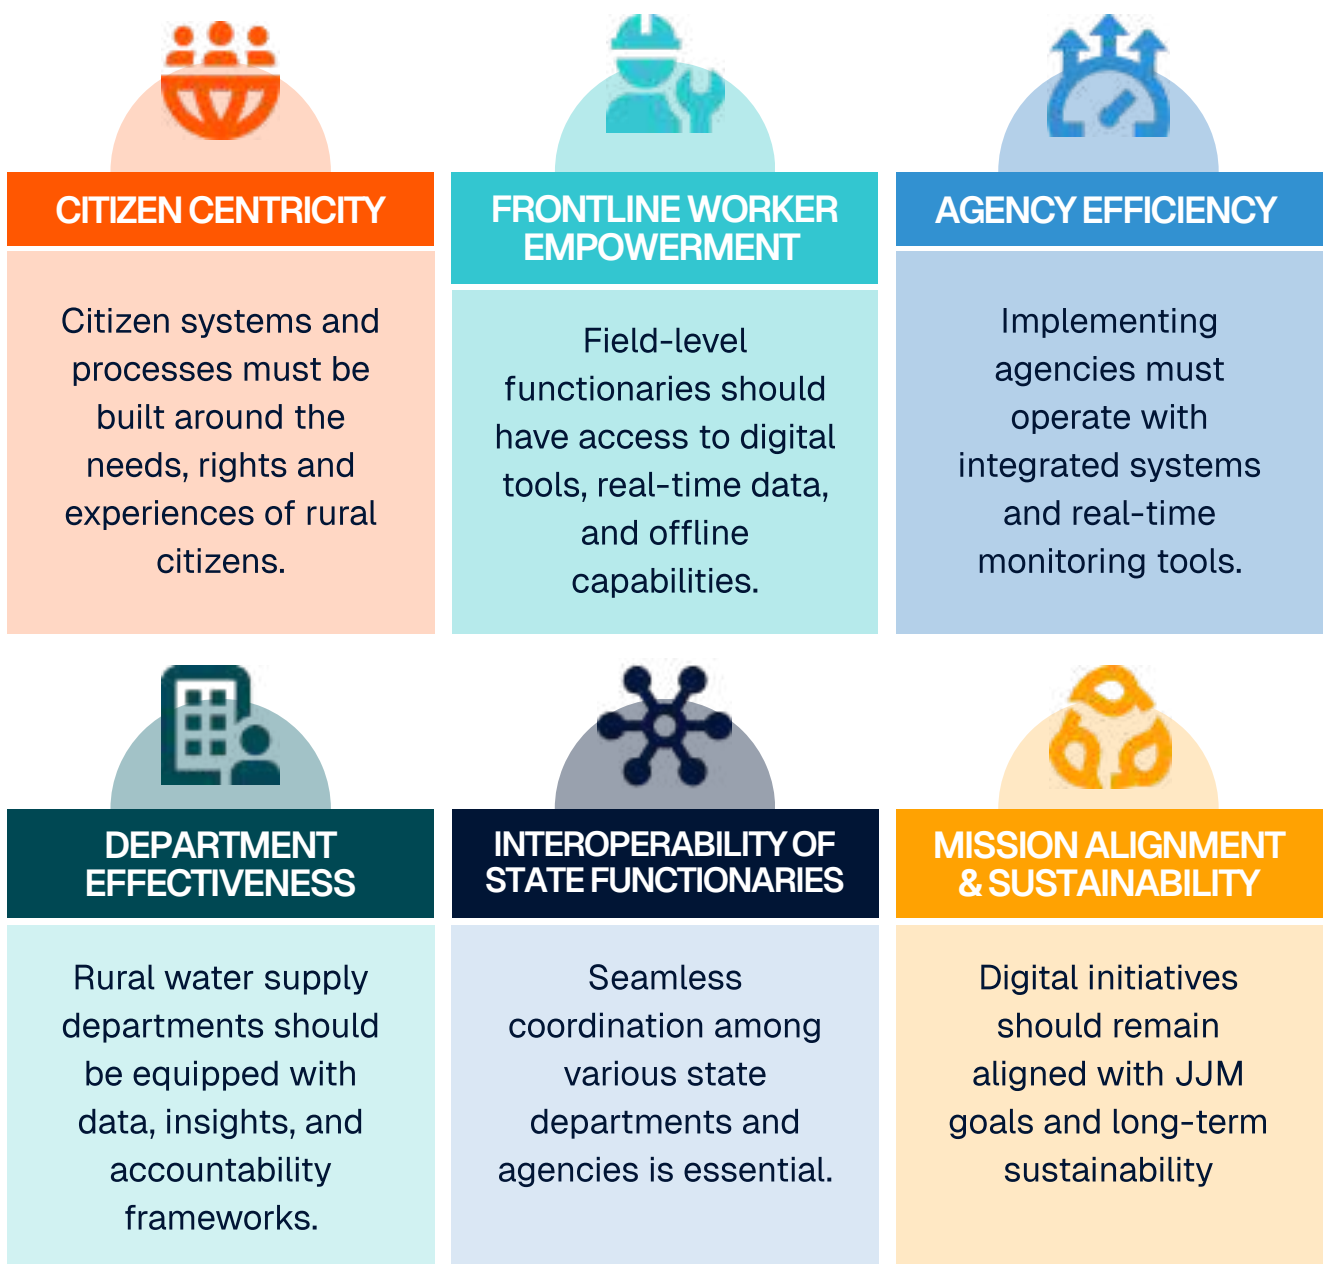 CITIZEN CENTRICITY
Citizen systems and
processes must be
built around the
needs, rights and
experiences of rural
citizens.
FRONTLINE WORKER
EMPOWERMENT
Field-level
functionaries should
have access to digital
tools, real-time data,
and offline
capabilities.
AGENCY EFFICIENCY
Implementing
agencies must
operate with
integrated systems
and real-time
monitoring tools.
DEPARTMENT
EFFECTIVENESS
Rural water supply
departments should
be equipped with
data, insights, and
accountability
frameworks.
INTEROPERABILITY OF
STATE FUNCTIONARIES
Seamless
coordination among
various state
departments and
agencies is essential.
MISSION ALIGNMENT
& SUSTAINABILITY
Digital initiatives
should remain
aligned with JJM
goals and long-term
sustainability